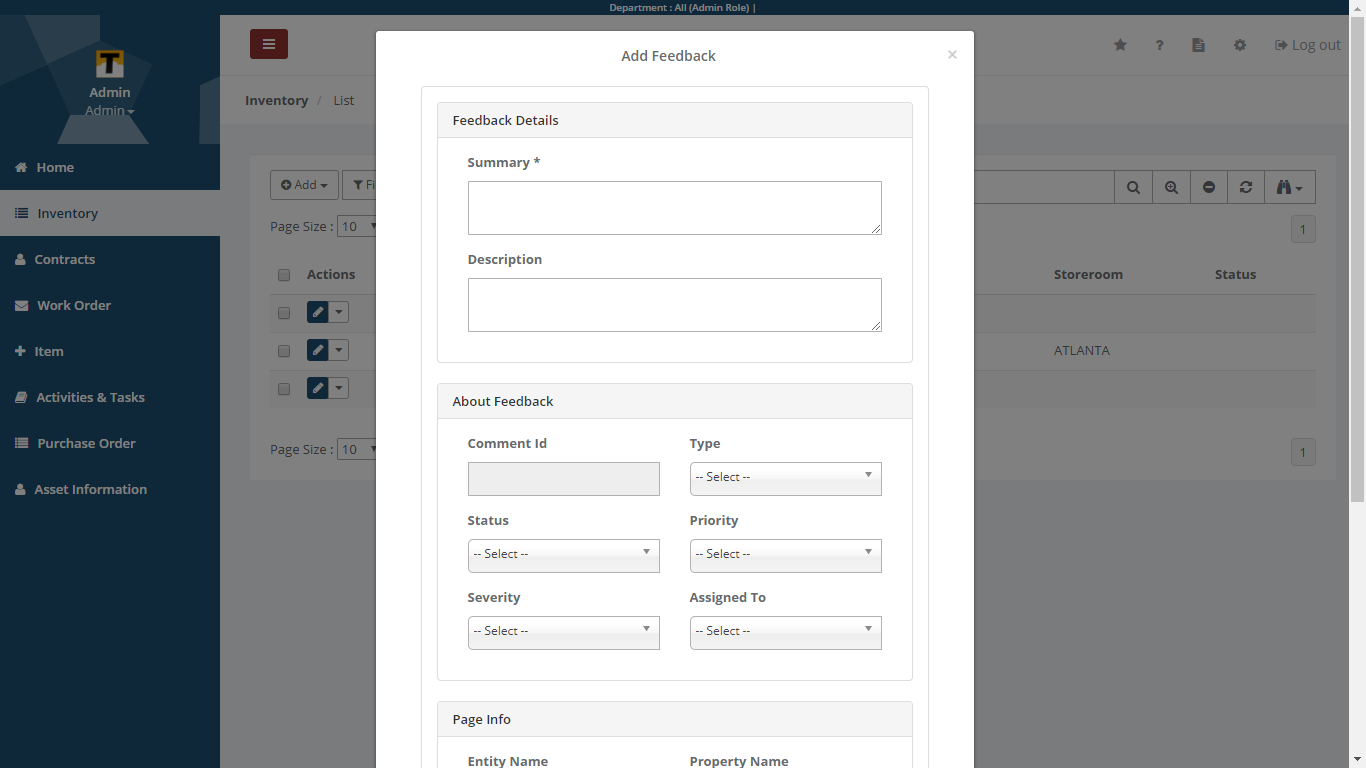 Department : All (Admin Role) |
Admin
Admin
Home
Inventory
Contracts
Work Order
Item
Activities & Tasks
Purchase Order
Asset Information
? Log out
Inventory / List
Add
Page Size : 10
1
Actions Storeroom Status
ATLANTA
Page Size : 10
1
Add Feedback ×
Feedback Details
Summary *
Description
About Feedback
Comment Id Type
-- Select --
Status Priority
-- Select -- -- Select --
Severity Assigned To
-- Select -- -- Select --
Page Info
Entity Name Property Name